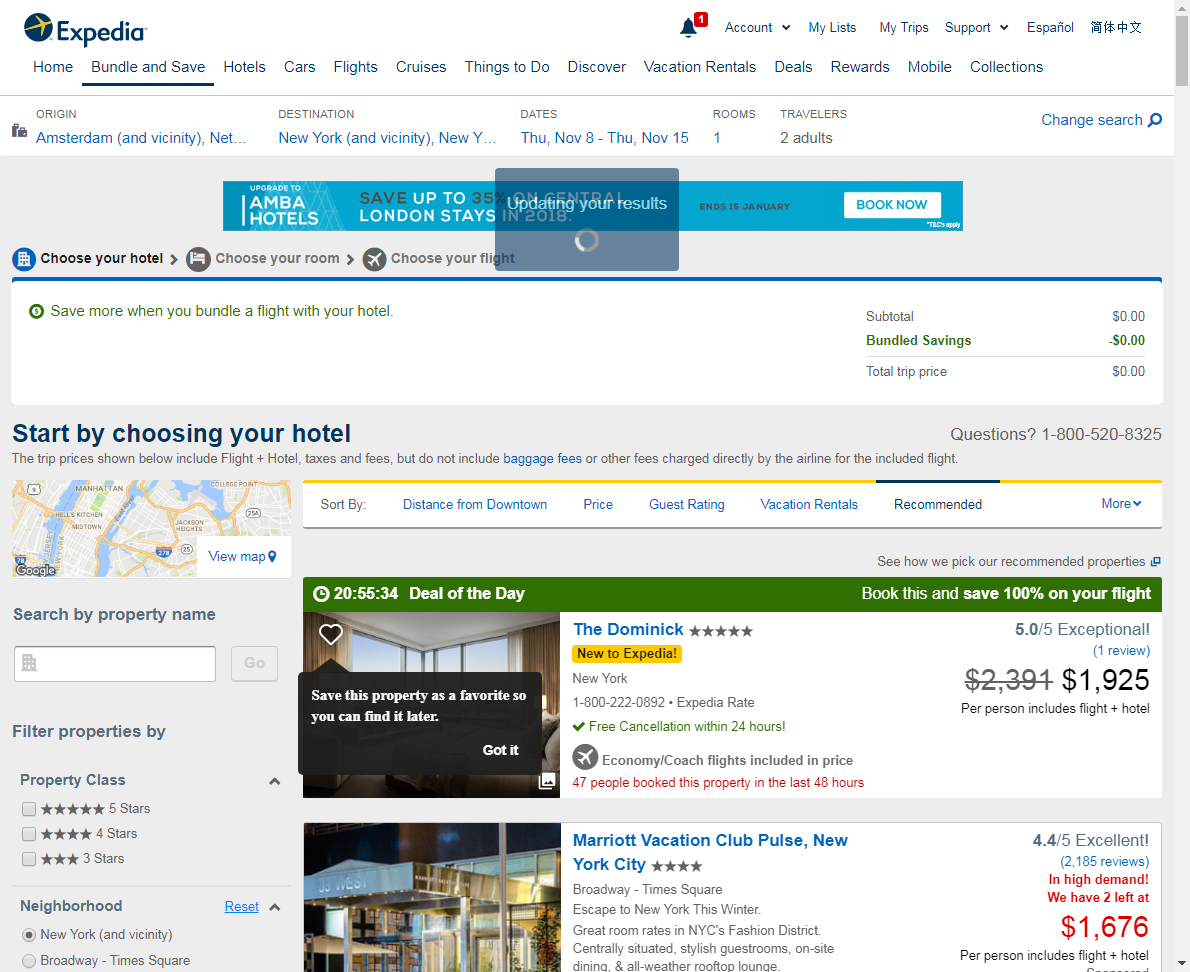 Expedia
1
Account
My Lists
My Trips
Support
Español
简体中文
Home
Bundle and Save
Hotels
Cars
Flights
Cruises
Things to Do
Discover
Vacation Rentals
Deals
Rewards
Mobile
Collections
ORIGIN
Amsterdam (and vicinity), Net…
DESTINATION
New York (and vicinity), New Y…
DATES
Thu, Nov 8 - Thu, Nov 15
ROOMS
1
TRAVELERS
2 adults
Change search
UPGRADE TO
AMBA
HOTELS
SAVE UP TO 35% ON CENTRAL
LONDON STAYS IN 2018.
ENDS 15 JANUARY
BOOK NOW
*T&C's apply
Updating your results
Choose your hotel
Choose your room
Choose your flight
Save more when you bundle a flight with your hotel.
Subtotal $0.00
Bundled Savings -$0.00
Total trip price $0.00
Start by choosing your hotel
Questions? 1-800-520-8325
The trip prices shown below include Flight + Hotel, taxes and fees, but do not include baggage fees or other fees charged directly by the airline for the included flight.
MANHATTAN
COLLEGE POINT
9
HELL'S KITCHEN
MIDTOWN
JACKSON
HEIGHTS
25A
278
25
78
Google
View map
Sort By:
Distance from Downtown
Price
Guest Rating
Vacation Rentals
Recommended
More
See how we pick our recommended properties
Search by property name
Go
Filter properties by
Property Class
5 Stars
4 Stars
3 Stars
Neighborhood
Reset
New York (and vicinity)
Broadway - Times Square
20:55:34 Deal of the Day
Book this and save 100% on your flight
Save this property as a favorite so
you can find it later.
Got it
The Dominick
New to Expedia!
New York
1-800-222-0892 • Expedia Rate
Free Cancellation within 24 hours!
Economy/Coach flights included in price
47 people booked this property in the last 48 hours
5.0/5 Exceptional!
(1 review)
$2,391 $1,925
Per person includes flight + hotel
33 WEST
Marriott Vacation Club Pulse, New
York City
Broadway - Times Square
Escape to New York This Winter.
Great room rates in NYC's Fashion District.
Centrally situated, stylish guestrooms, on-site
dining, & all-weather rooftop lounge.
4.4/5 Excellent!
(2,185 reviews)
In high demand!
We have 2 left at
$1,676
Per person includes flight + hotel
Sponsored